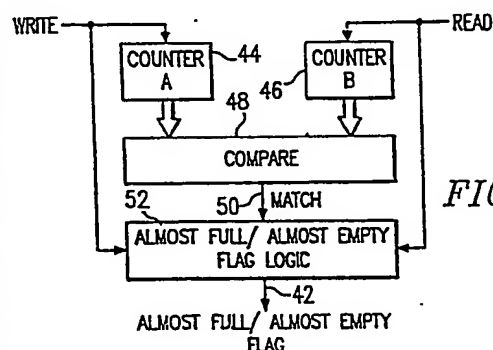 WRITE
READ
COUNTER
A
44
46
COUNTER
B
48
COMPARE
50
MATCH
52
FIG
ALMOST FULL/ ALMOST EMPTY
FLAG LOGIC
42
ALMOST FULL/ ALMOST EMPTY
FLAG